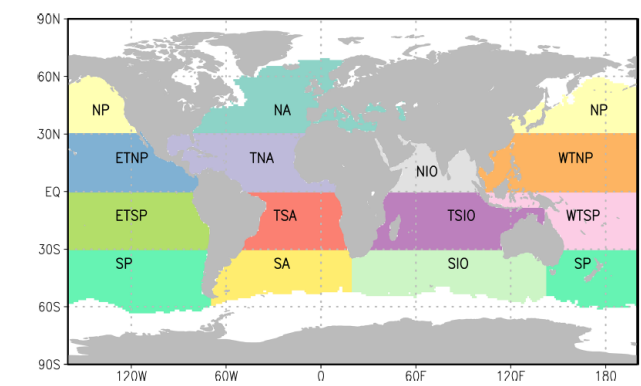 90N
60N
NA
NP
NP
30N
ETNP
TNA
WTNP
NIO
EQ
ETSP
TSA
TSIO
WTSP
30S
SP
SA
SIO
SP
60S
90S
120W 60W 0 60E 120E 180